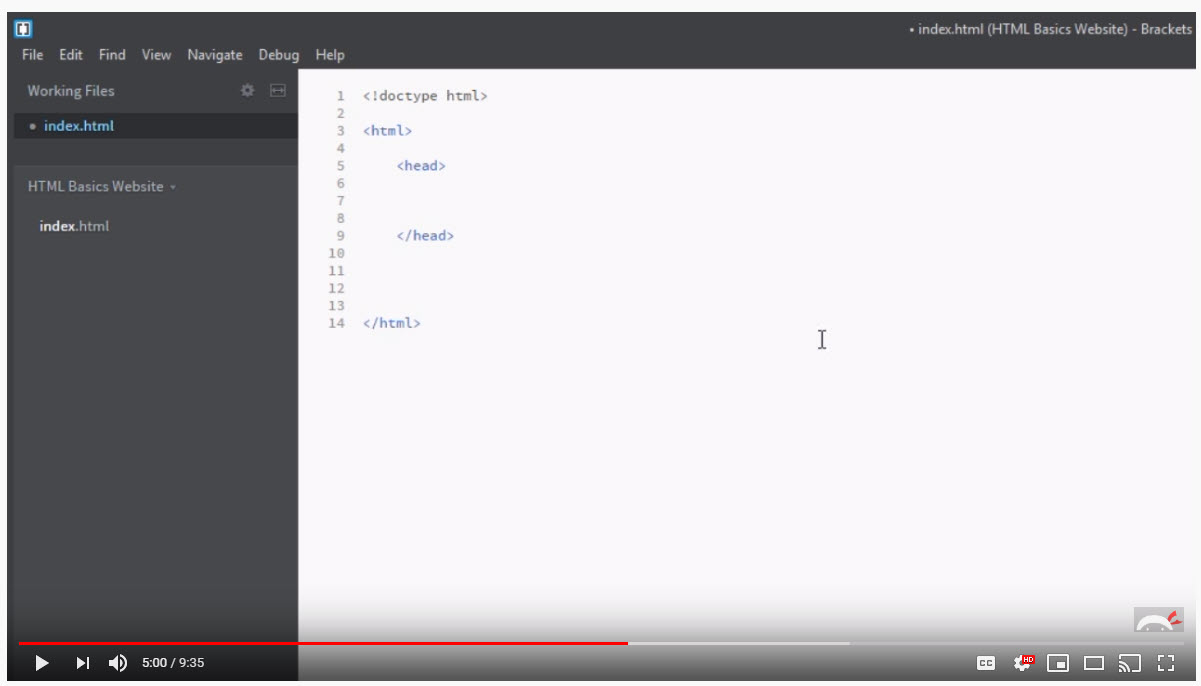 • index.html (HTML Basics Website) - Brackets
File Edit Find View Navigate Debug Help
Working Files
• index.html
HTML Basics Website
index.html
1 <!doctype html>
2
3 <html>
4
5 <head>
6
7
8
9 </head>
10
11
12
13
14 </html>
5:00 / 9:35
CC
HD